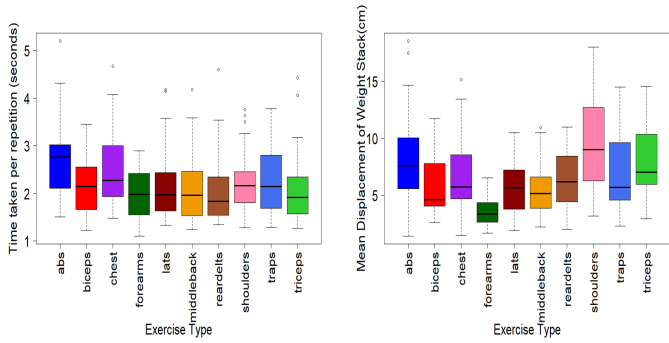 Time taken per repetition (seconds)
5
4
3
2
1
abs
biceps
chest
forearms
lats
middleback
reardelts
shoulders
traps
triceps
Exercise Type
Mean Displacement of Weight Stack(cm)
15
10
5
abs
biceps
chest
forearms
lats
middleback
reardelts
shoulders
traps
triceps
Exercise Type